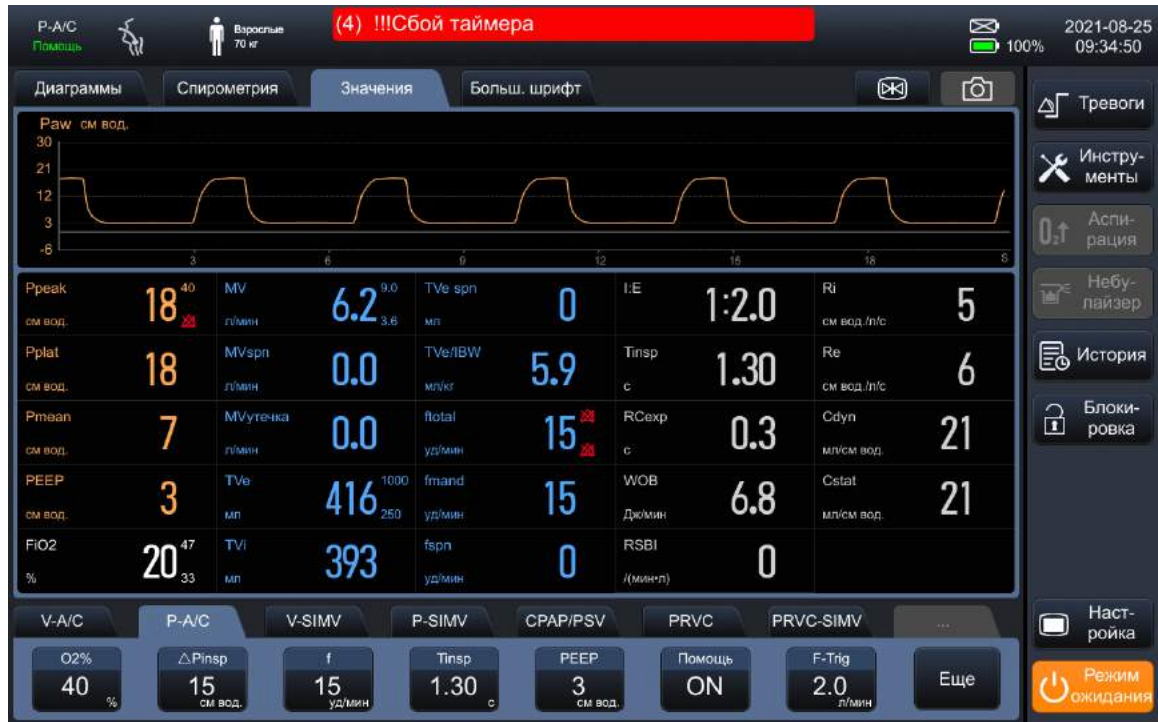 P-A/C
Помощь
Взрослые
70 кг
(4) !!!Сбой таймера
100%
2021-08-25
09:34:50
Диаграммы Спирометрия Значения Больш. шрифт
Paw см вод.
30
21
12
3
-6
3 6 9 12 15 18 S
Ppeak 18 40 MV 6.2 9.0 TVe spn 0 I:E 1:2.0 Ri 5
см вод. л/мин 3.6 мл см вод./л/с
Pplat 18 MVspn 0.0 TVe/IBW 5.9 Tinsp 1.30 Re 6
см вод. л/мин мл/кг с см вод./л/с
Pmean 7 MVутечка 0.0 ftotal 15 RCexp 0.3 Cdyn 21
см вод. л/мин уд/мин с мл/см вод.
PEEP 3 TVe 416 1000 fmand 15 WOB 6.8 Cstat 21
см вод. мл 250 уд/мин Дж/мин мл/см вод.
FiO2 20 47 TVi 393 fspn 0 RSBI 0
% 33 мл уд/мин /(мин•л)
V-A/C P-A/C V-SIMV P-SIMV CPAP/PSV PRVC PRVC-SIMV ...
O2% △Pinsp f Tinsp PEEP Помощь F-Trig Еще
40 15 15 1.30 3 ON 2.0
% см вод. уд/мин с см вод. л/мин
Тревоги
Инстру-
менты
O₂↑ Аспи-
рация
Небу-
лайзер
История
Блоки-
ровка
Наст-
ройка
Режим
ожидания